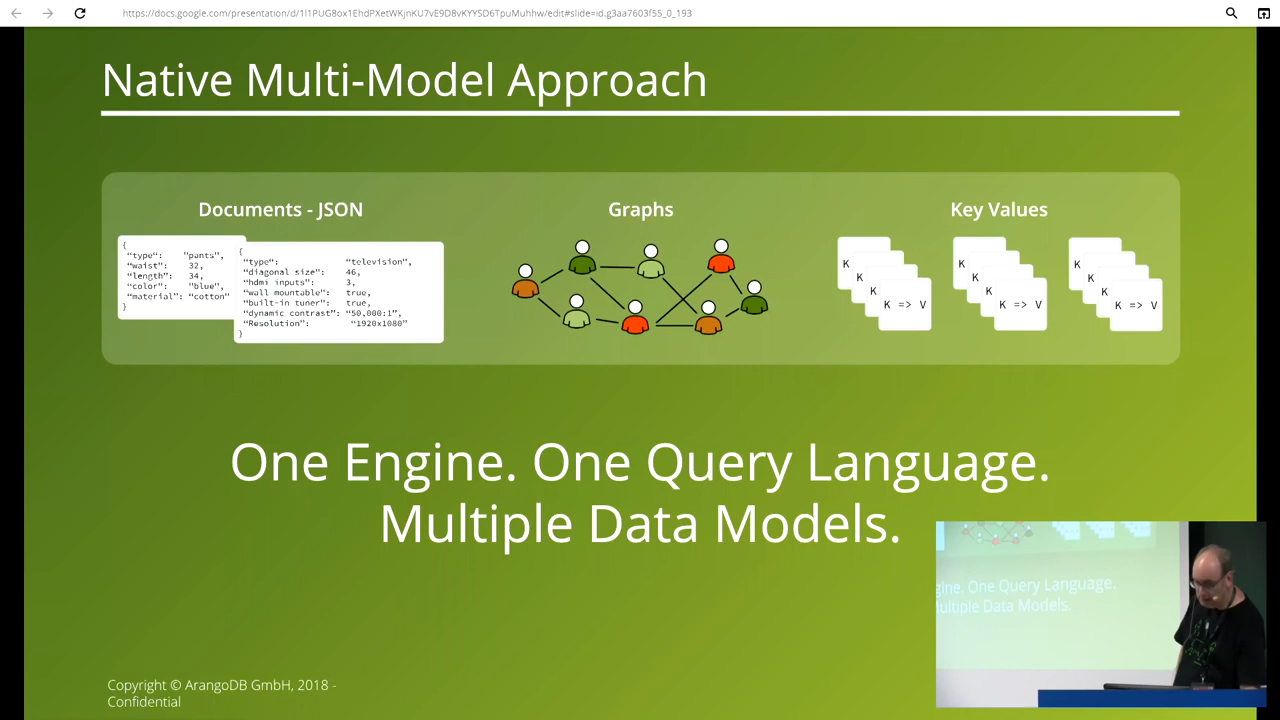 https://docs.google.com/presentation/d/1l1PUG8ox1EhdPXetWKjnKU7vE9D8vKYYSD6TpuMuhhw/edit#slide=id.g3aa7603f55_0_193
Native Multi-Model Approach
Documents - JSON
{
"type": "pants",
"waist": 32,
"length": 34,
"color": "blue",
"material": "cotton"
}
{
"type": "television",
"diagonal size": 46,
"hdmi inputs": 3,
"wall mountable": true,
"built-in tuner": true,
"dynamic contrast": "50,000:1",
"Resolution": "1920x1080"
}
Graphs
Key Values
K
K
K
K => V
K
K
K
K => V
K
K
K
K => V
One Engine. One Query Language.
Multiple Data Models.
gine. One Query Language.
ultiple Data Models.
Copyright © ArangoDB GmbH, 2018 -
Confidential